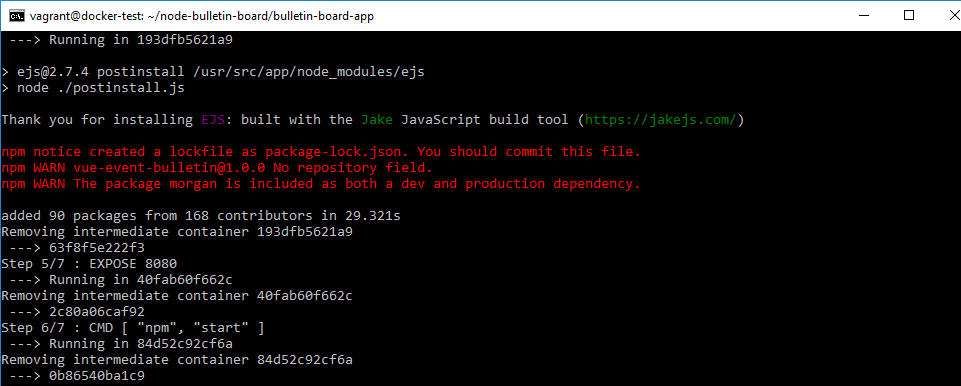 vagrant@docker-test: ~/node-bulletin-board/bulletin-board-app
---> Running in 193dfb5621a9
> ejs@2.7.4 postinstall /usr/src/app/node_modules/ejs
> node ./postinstall.js
Thank you for installing EJS: built with the Jake JavaScript build tool (https://jakejs.com/)
npm notice created a lockfile as package-lock.json. You should commit this file.
npm WARN vue-event-bulletin@1.0.0 No repository field.
npm WARN The package morgan is included as both a dev and production dependency.
added 90 packages from 168 contributors in 29.321s
Removing intermediate container 193dfb5621a9
---> 63f8f5e222f3
Step 5/7 : EXPOSE 8080
---> Running in 40fab60f662c
Removing intermediate container 40fab60f662c
---> 2c80a06caf92
Step 6/7 : CMD [ "npm", "start" ]
---> Running in 84d52c92cf6a
Removing intermediate container 84d52c92cf6a
---> 0b86540ba1c9